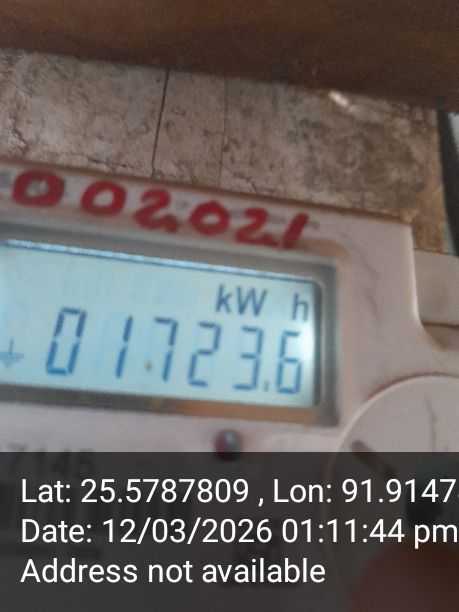 002021
kW h
01723.6
7145
Lat: 25.5787809 , Lon: 91.9147
Date: 12/03/2026 01:11:44 pm
Address not available